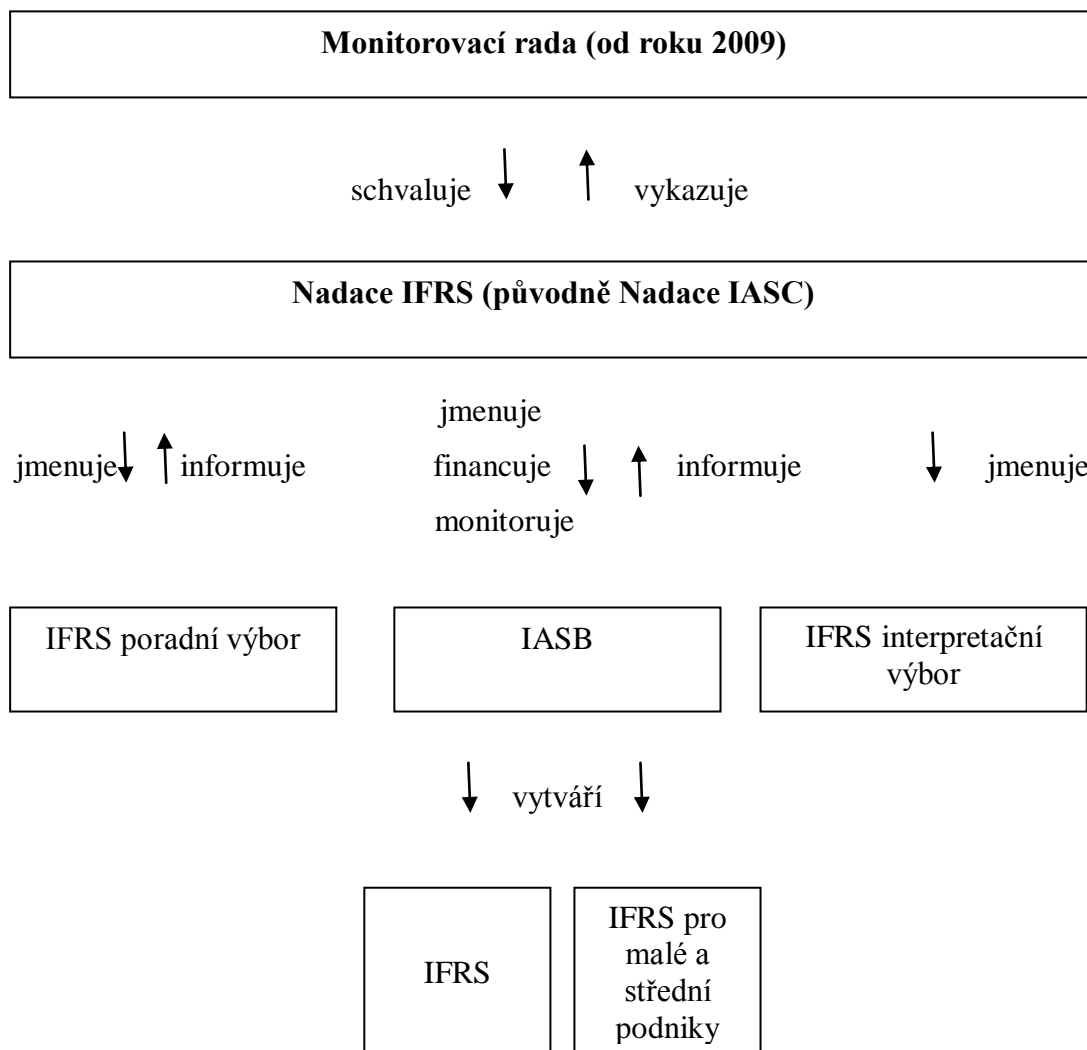 Monitorovací rada (od roku 2009)
schvaluje vykazuje
Nadace IFRS (původně Nadace IASC)
jmenuje
jmenuje informuje financuje informuje jmenuje
monitoruje
IFRS poradní výbor
IASB
IFRS interpretační
výbor
vytváří
IFRS
IFRS pro
malé a
střední
podniky